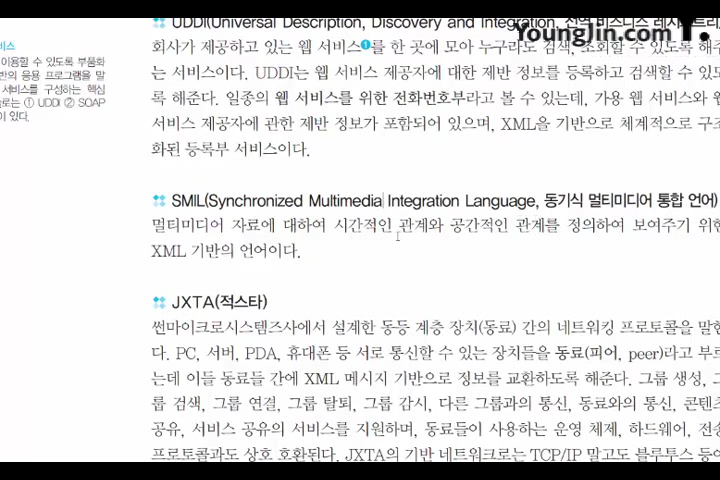 YoungJin.com
UDDI(Universal Description, Discovery and Integration, 전역 비즈니스 레지
회사가 제공하고 있는 웹 서비스❶를 한 곳에 모아 누구라도 검색, 조회할 수 있도록 해주
는 서비스이다. UDDI는 웹 서비스 제공자에 대한 제반 정보를 등록하고 검색할 수 있도
록 해준다. 일종의 웹 서비스를 위한 전화번호부라고 볼 수 있는데, 가용 웹 서비스와 웹
서비스 제공자에 관한 제반 정보가 포함되어 있으며, XML을 기반으로 체계적으로 구조
화된 등록부 서비스이다.
비스
이용할 수 있도록 부품화
반의 응용 프로그램을 말
서비스를 구성하는 핵심
로는 ① UDDI ② SOAP
이 있다.
SMIL(Synchronized Multimedia Integration Language, 동기식 멀티미디어 통합 언어)
멀티미디어 자료에 대하여 시간적인 관계와 공간적인 관계를 정의하여 보여주기 위한
XML 기반의 언어이다.
JXTA(적스타)
썬마이크로시스템즈사에서 설계한 동등 계층 장치(동료) 간의 네트워킹 프로토콜을 말한
다. PC, 서버, PDA, 휴대폰 등 서로 통신할 수 있는 장치들을 동료(피어, peer)라고 부르
는데 이들 동료들 간에 XML 메시지 기반으로 정보를 교환하도록 해준다. 그룹 생성, 그
룹 검색, 그룹 연결, 그룹 탈퇴, 그룹 감시, 다른 그룹과의 통신, 동료와의 통신, 콘텐츠
공유, 서비스 공유의 서비스를 지원하며, 동료들이 사용하는 운영 체제, 하드웨어, 전송
프로토콜과도 상호 호환된다. JXTA의 기반 네트워크로는 TCP/IP 말고도 블루투스 등이